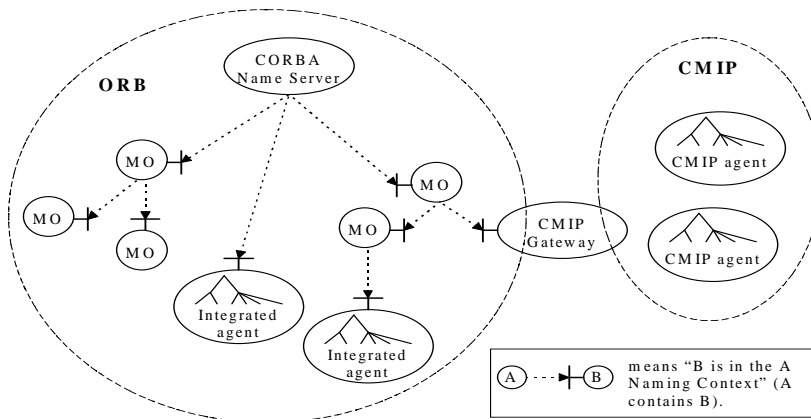 CORBA
Name Server
ORB
CMIP
MO
MO
MO
MO
MO
CMIP
Gateway
CMIP agent
CMIP agent
Integrated
agent
Integrated
agent
A
B
means “B is in the A
Naming Context” (A
contains B).